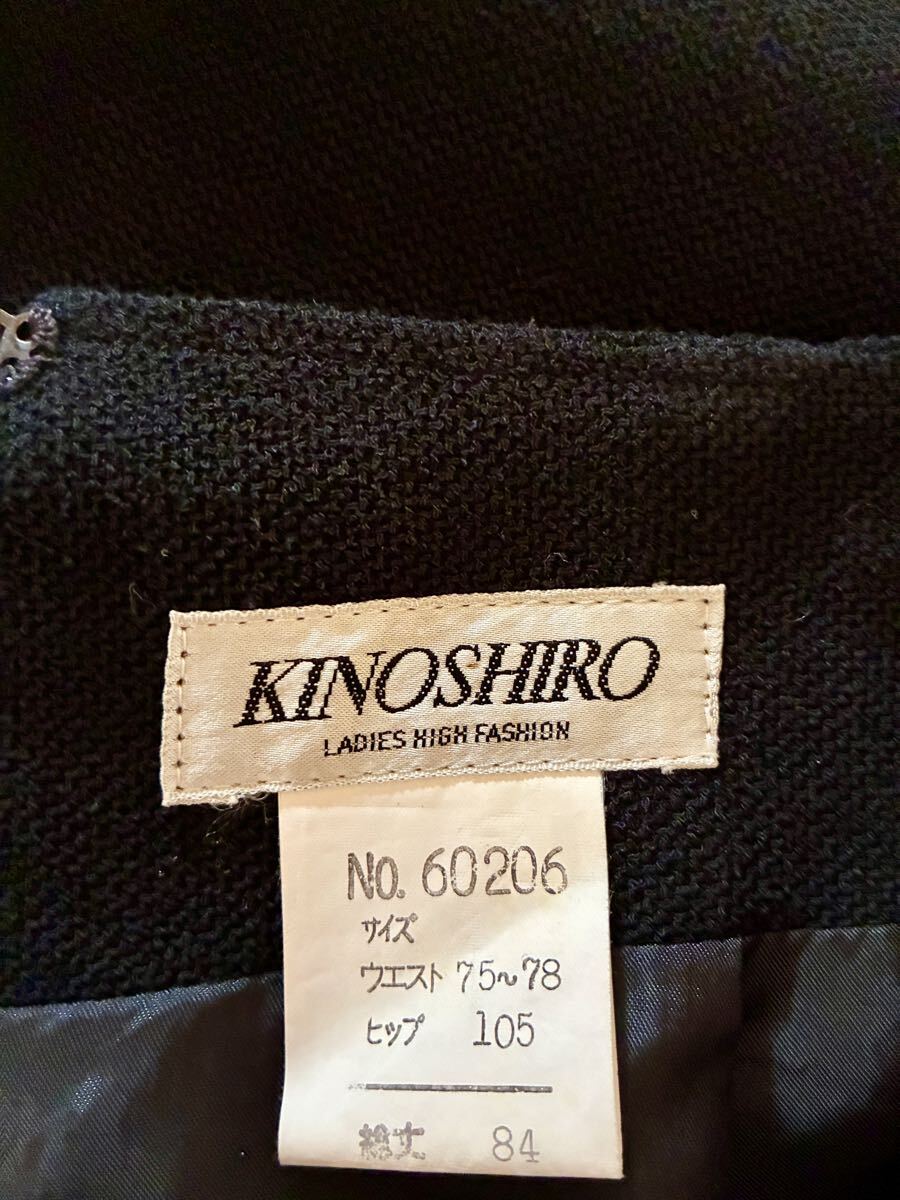 KINOSHIRO
LADIES HIGH FASHION
NO. 60206
サイズ
ウエスト 75~78
ヒップ 105
総丈 84